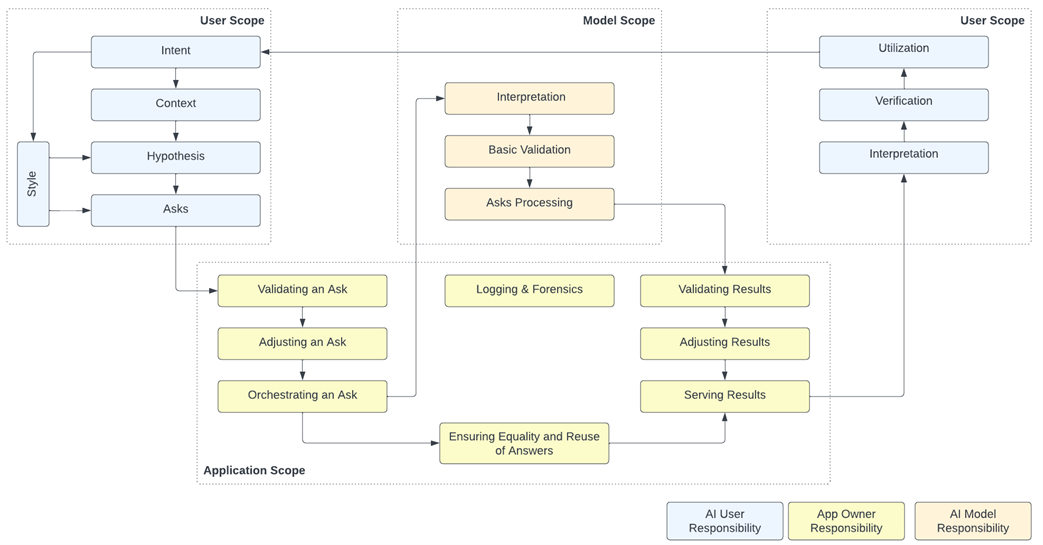 User Scope
Intent
Context
Hypothesis
Style
Asks
Model Scope
Interpretation
Basic Validation
Asks Processing
User Scope
Utilization
Verification
Interpretation
Validating an Ask
Adjusting an Ask
Orchestrating an Ask
Logging & Forensics
Ensuring Equality and Reuse
of Answers
Validating Results
Adjusting Results
Serving Results
Application Scope
AI User
Responsibility
App Owner
Responsibility
AI Model
Responsibility